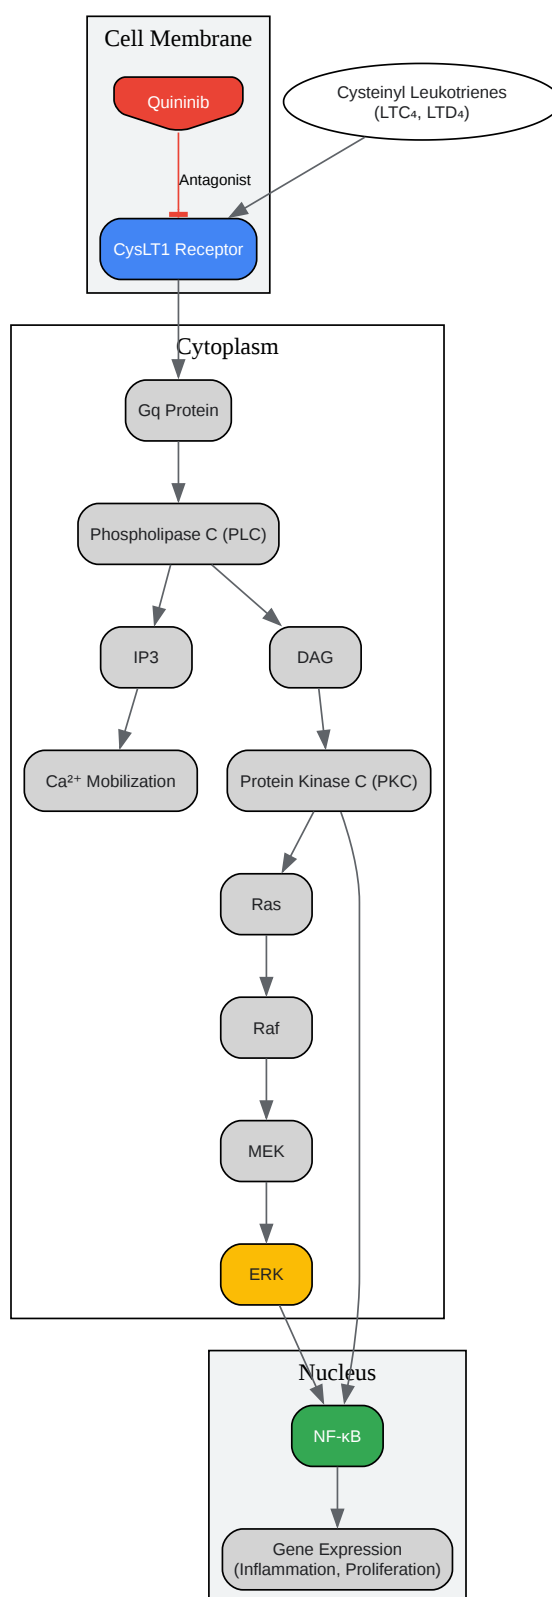 Cell Membrane
Quininib
Cysteinyl Leukotrienes
(LTC₄, LTD₄)
Antagonist
CysLT1 Receptor
Cytoplasm
Gq Protein
Phospholipase C (PLC)
IP3
DAG
Ca²⁺ Mobilization
Protein Kinase C (PKC)
Ras
Raf
MEK
ERK
Nucleus
NF-κB
Gene Expression
(Inflammation, Proliferation)